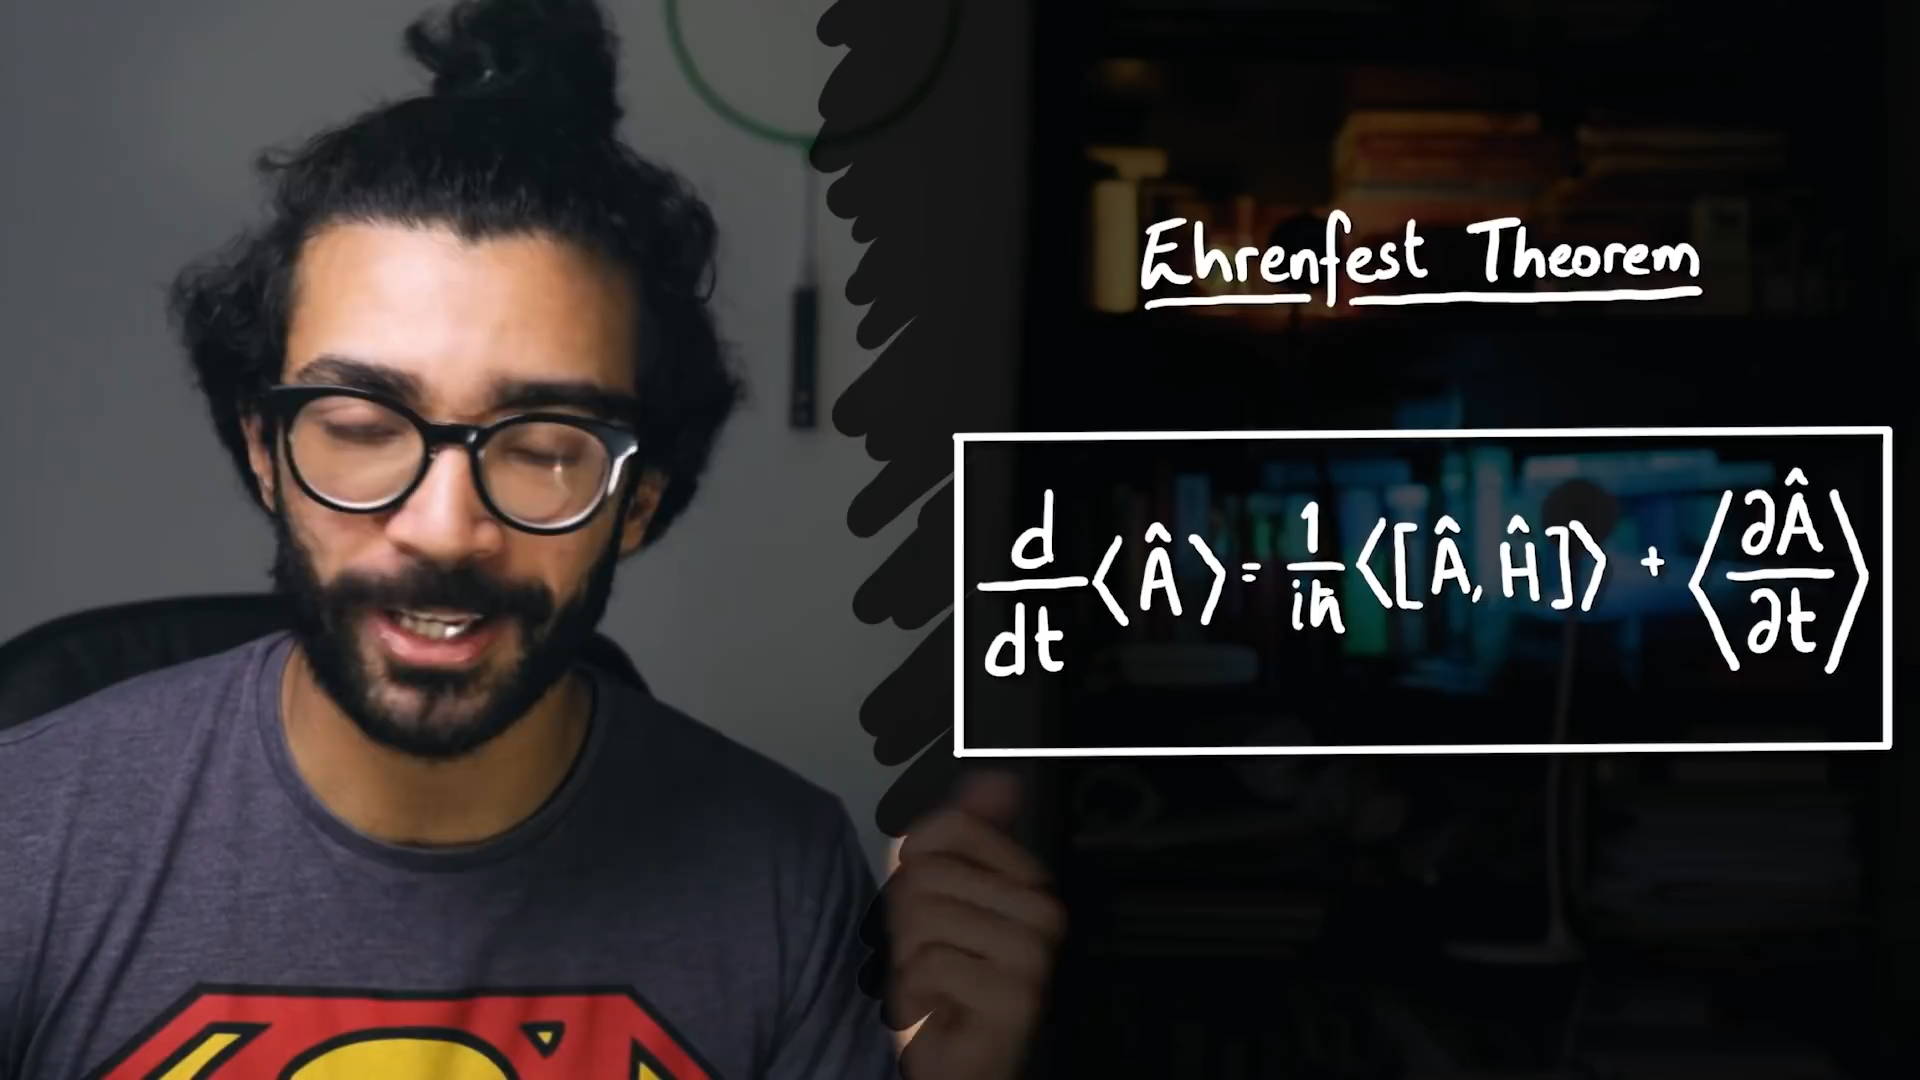 Ehrenfest Theorem
d/dt ⟨Â⟩ = 1/iħ ⟨[Â, Ĥ]⟩ + ⟨∂Â/∂t⟩